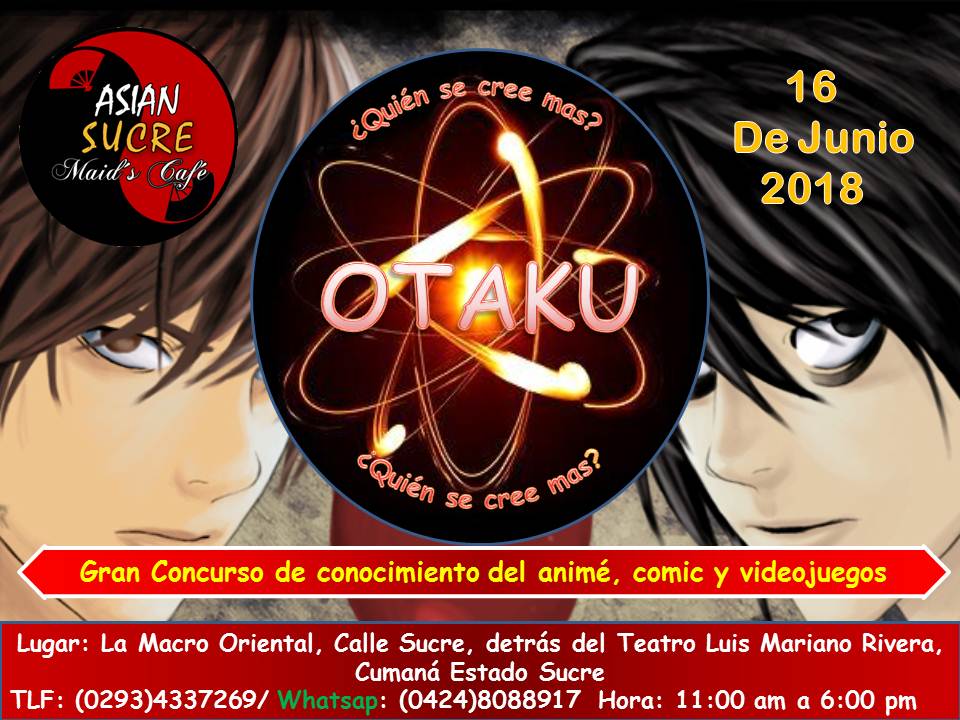 ASIAN
SUCRE
Maid's Café
¿Quién se cree mas?
OTAKU
¿Quién se cree mas?
16
De Junio
2018
Gran Concurso de conocimiento del animé, comic y videojuegos
Lugar: La Macro Oriental, Calle Sucre, detrás del Teatro Luis Mariano Rivera,
Cumaná Estado Sucre
TLF: (0293)4337269/ Whatsap: (0424)8088917 Hora: 11:00 am a 6:00 pm